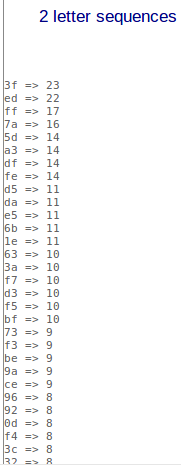 2 letter sequences
3f => 23
ed => 22
ff => 17
7a => 16
5d => 14
a3 => 14
df => 14
fe => 14
d5 => 11
da => 11
e5 => 11
6b => 11
1e => 11
63 => 10
3a => 10
f7 => 10
d3 => 10
f5 => 10
bf => 10
73 => 9
f3 => 9
be => 9
9a => 9
ce => 9
96 => 8
92 => 8
0d => 8
f4 => 8
3c => 8
32 => 8